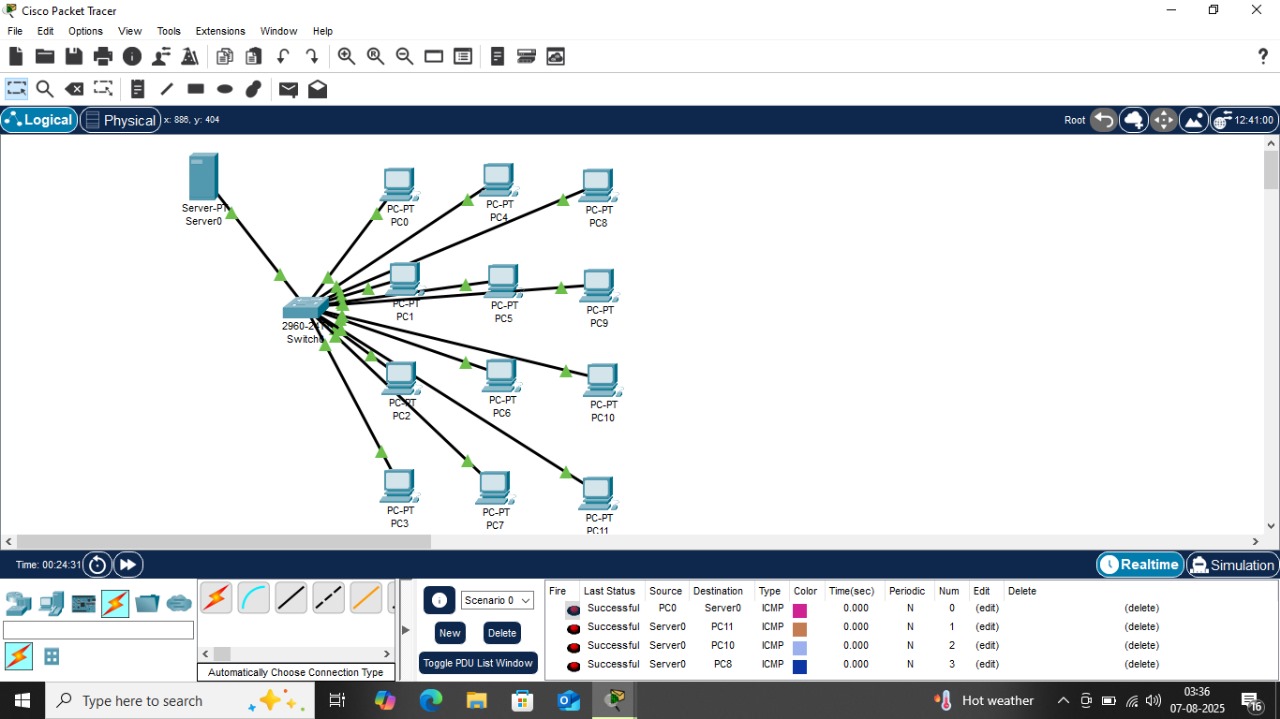 Cisco Packet Tracer
File Edit Options View Tools Extensions Window Help
?
Logical Physical x: 886, y: 404 Root 12:41:00
Server-PT
Server0
PC-PT
PC0
PC-PT
PC4
PC-PT
PC8
PC-PT
PC1
PC-PT
PC5
PC-PT
PC9
2960-24
Switch
PC-PT
PC2
PC-PT
PC6
PC-PT
PC10
PC-PT
PC3
PC-PT
PC7
PC-PT
PC11
Time: 00:24:31 Realtime Simulation
Scenario 0
New Delete
Toggle PDU List Window
Automatically Choose Connection Type
Fire Last Status Source Destination Type Color Time(sec) Periodic Num Edit Delete
Successful PC0 Server0 ICMP 0.000 N 0 (edit) (delete)
Successful Server0 PC11 ICMP 0.000 N 1 (edit) (delete)
Successful Server0 PC10 ICMP 0.000 N 2 (edit) (delete)
Successful Server0 PC8 ICMP 0.000 N 3 (edit) (delete)
Type here to search
Hot weather
03:36
07-08-2025
16